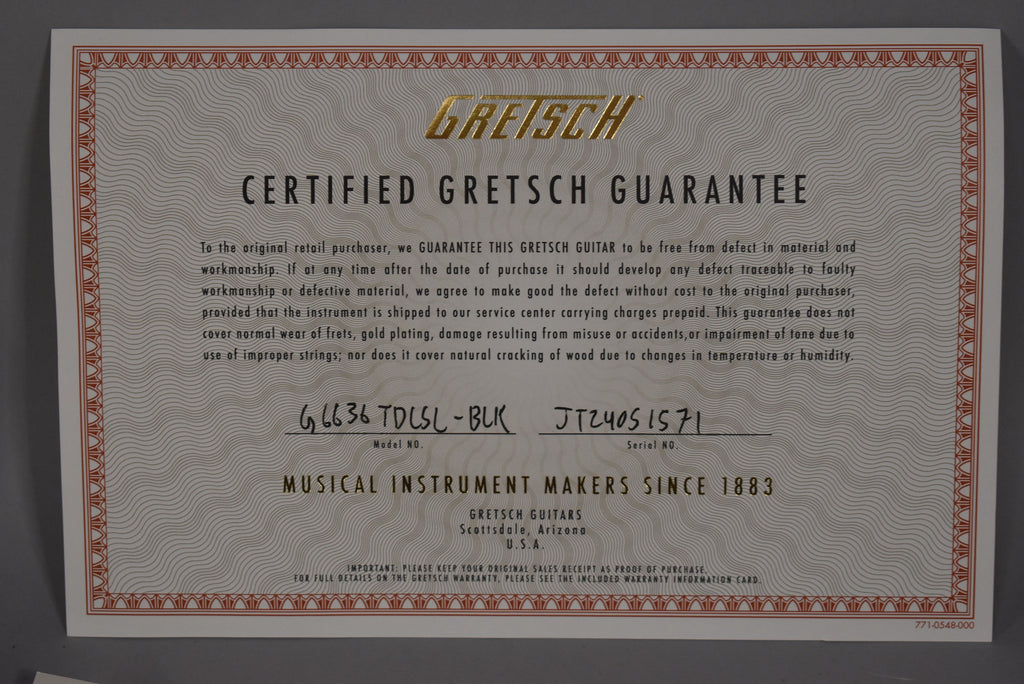 GRETSCH
CERTIFIED GRETSCH GUARANTEE
To the original retail purchaser, we GUARANTEE THIS GRETSCH GUITAR to be free from defect in material and
workmanship. If at any time after the date of purchase it should develop any defect traceable to faulty
workmanship or defective material, we agree to make good the defect without cost to the original purchaser,
provided that the instrument is shipped to our service center carrying charges prepaid. This guarantee does not
cover normal wear of frets, gold plating, damage resulting from misuse or accidents,or impairment of tone due to
use of improper strings; nor does it cover natural cracking of wood due to changes in temperature or humidity.
G6636TDLSL-BLK JT24051571
Model NO. Serial NO.
MUSICAL INSTRUMENT MAKERS SINCE 1883
GRETSCH GUITARS
Scottsdale, Arizona
U.S.A.
IMPORTANT: PLEASE KEEP YOUR ORIGINAL SALES RECEIPT AS PROOF OF PURCHASE.
FOR FULL DETAILS ON THE GRETSCH WARRANTY, PLEASE SEE THE INCLUDED WARRANTY INFORMATION CARD.
771-0548-000